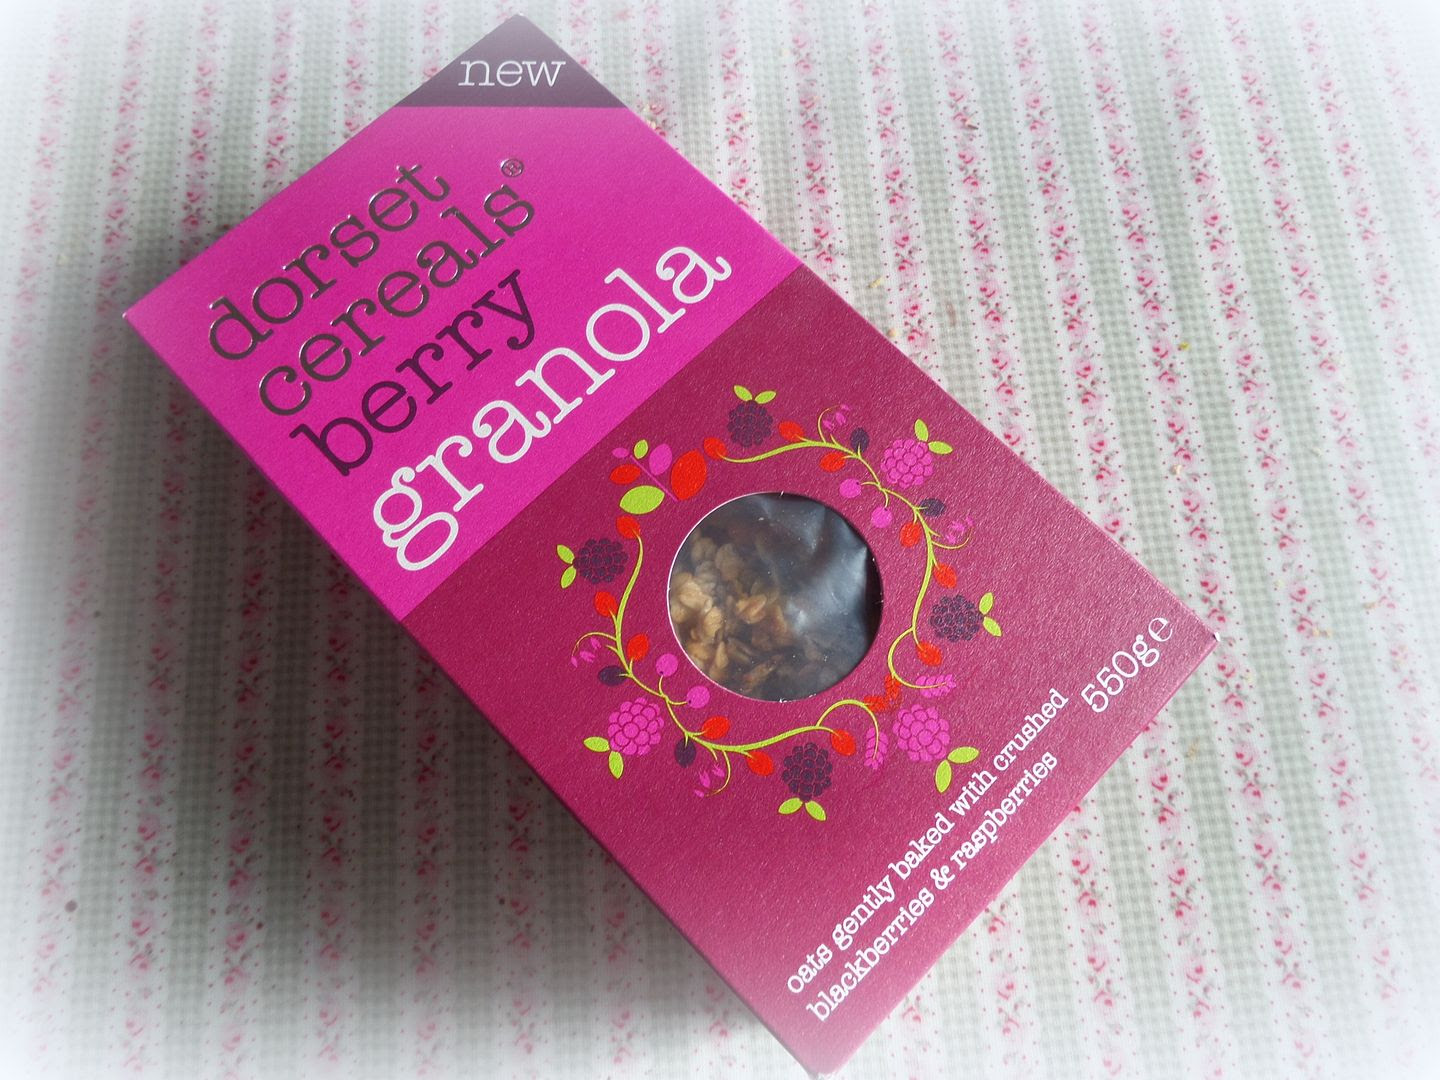 new
dorset
cereals®
berry
granola
550g ℮
oats gently baked with crushed
blackberries & raspberries